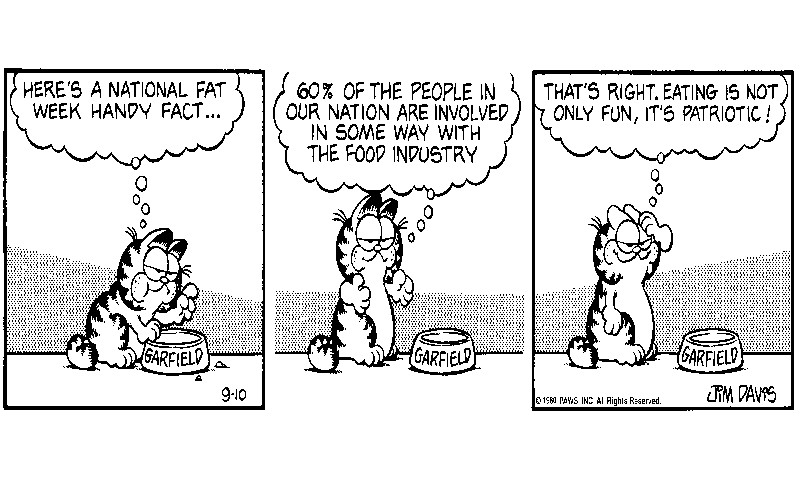 HERE'S A NATIONAL FAT
WEEK HANDY FACT...
GARFIELD
9-10
60% OF THE PEOPLE IN
OUR NATION ARE INVOLVED
IN SOME WAY WITH
THE FOOD INDUSTRY
GARFIELD
THAT'S RIGHT. EATING IS NOT
ONLY FUN, IT'S PATRIOTIC!
GARFIELD
© 1980 PAWS, INC. All Rights Reserved.
JIM DAVIS